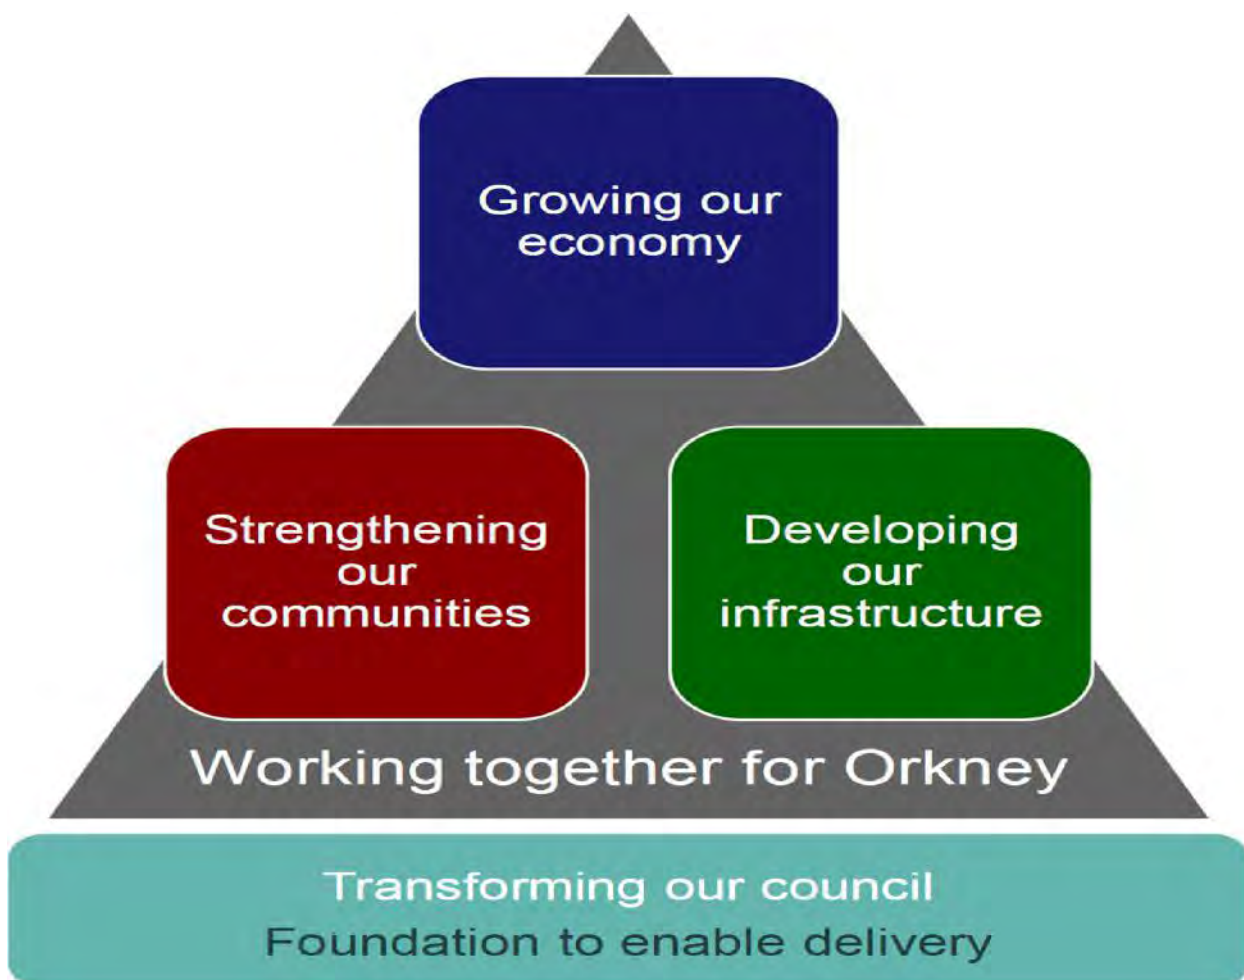 Growing our
economy
Strengthening
our
communities
Developing
our
infrastructure
Working together for Orkney
Transforming our council
Foundation to enable delivery